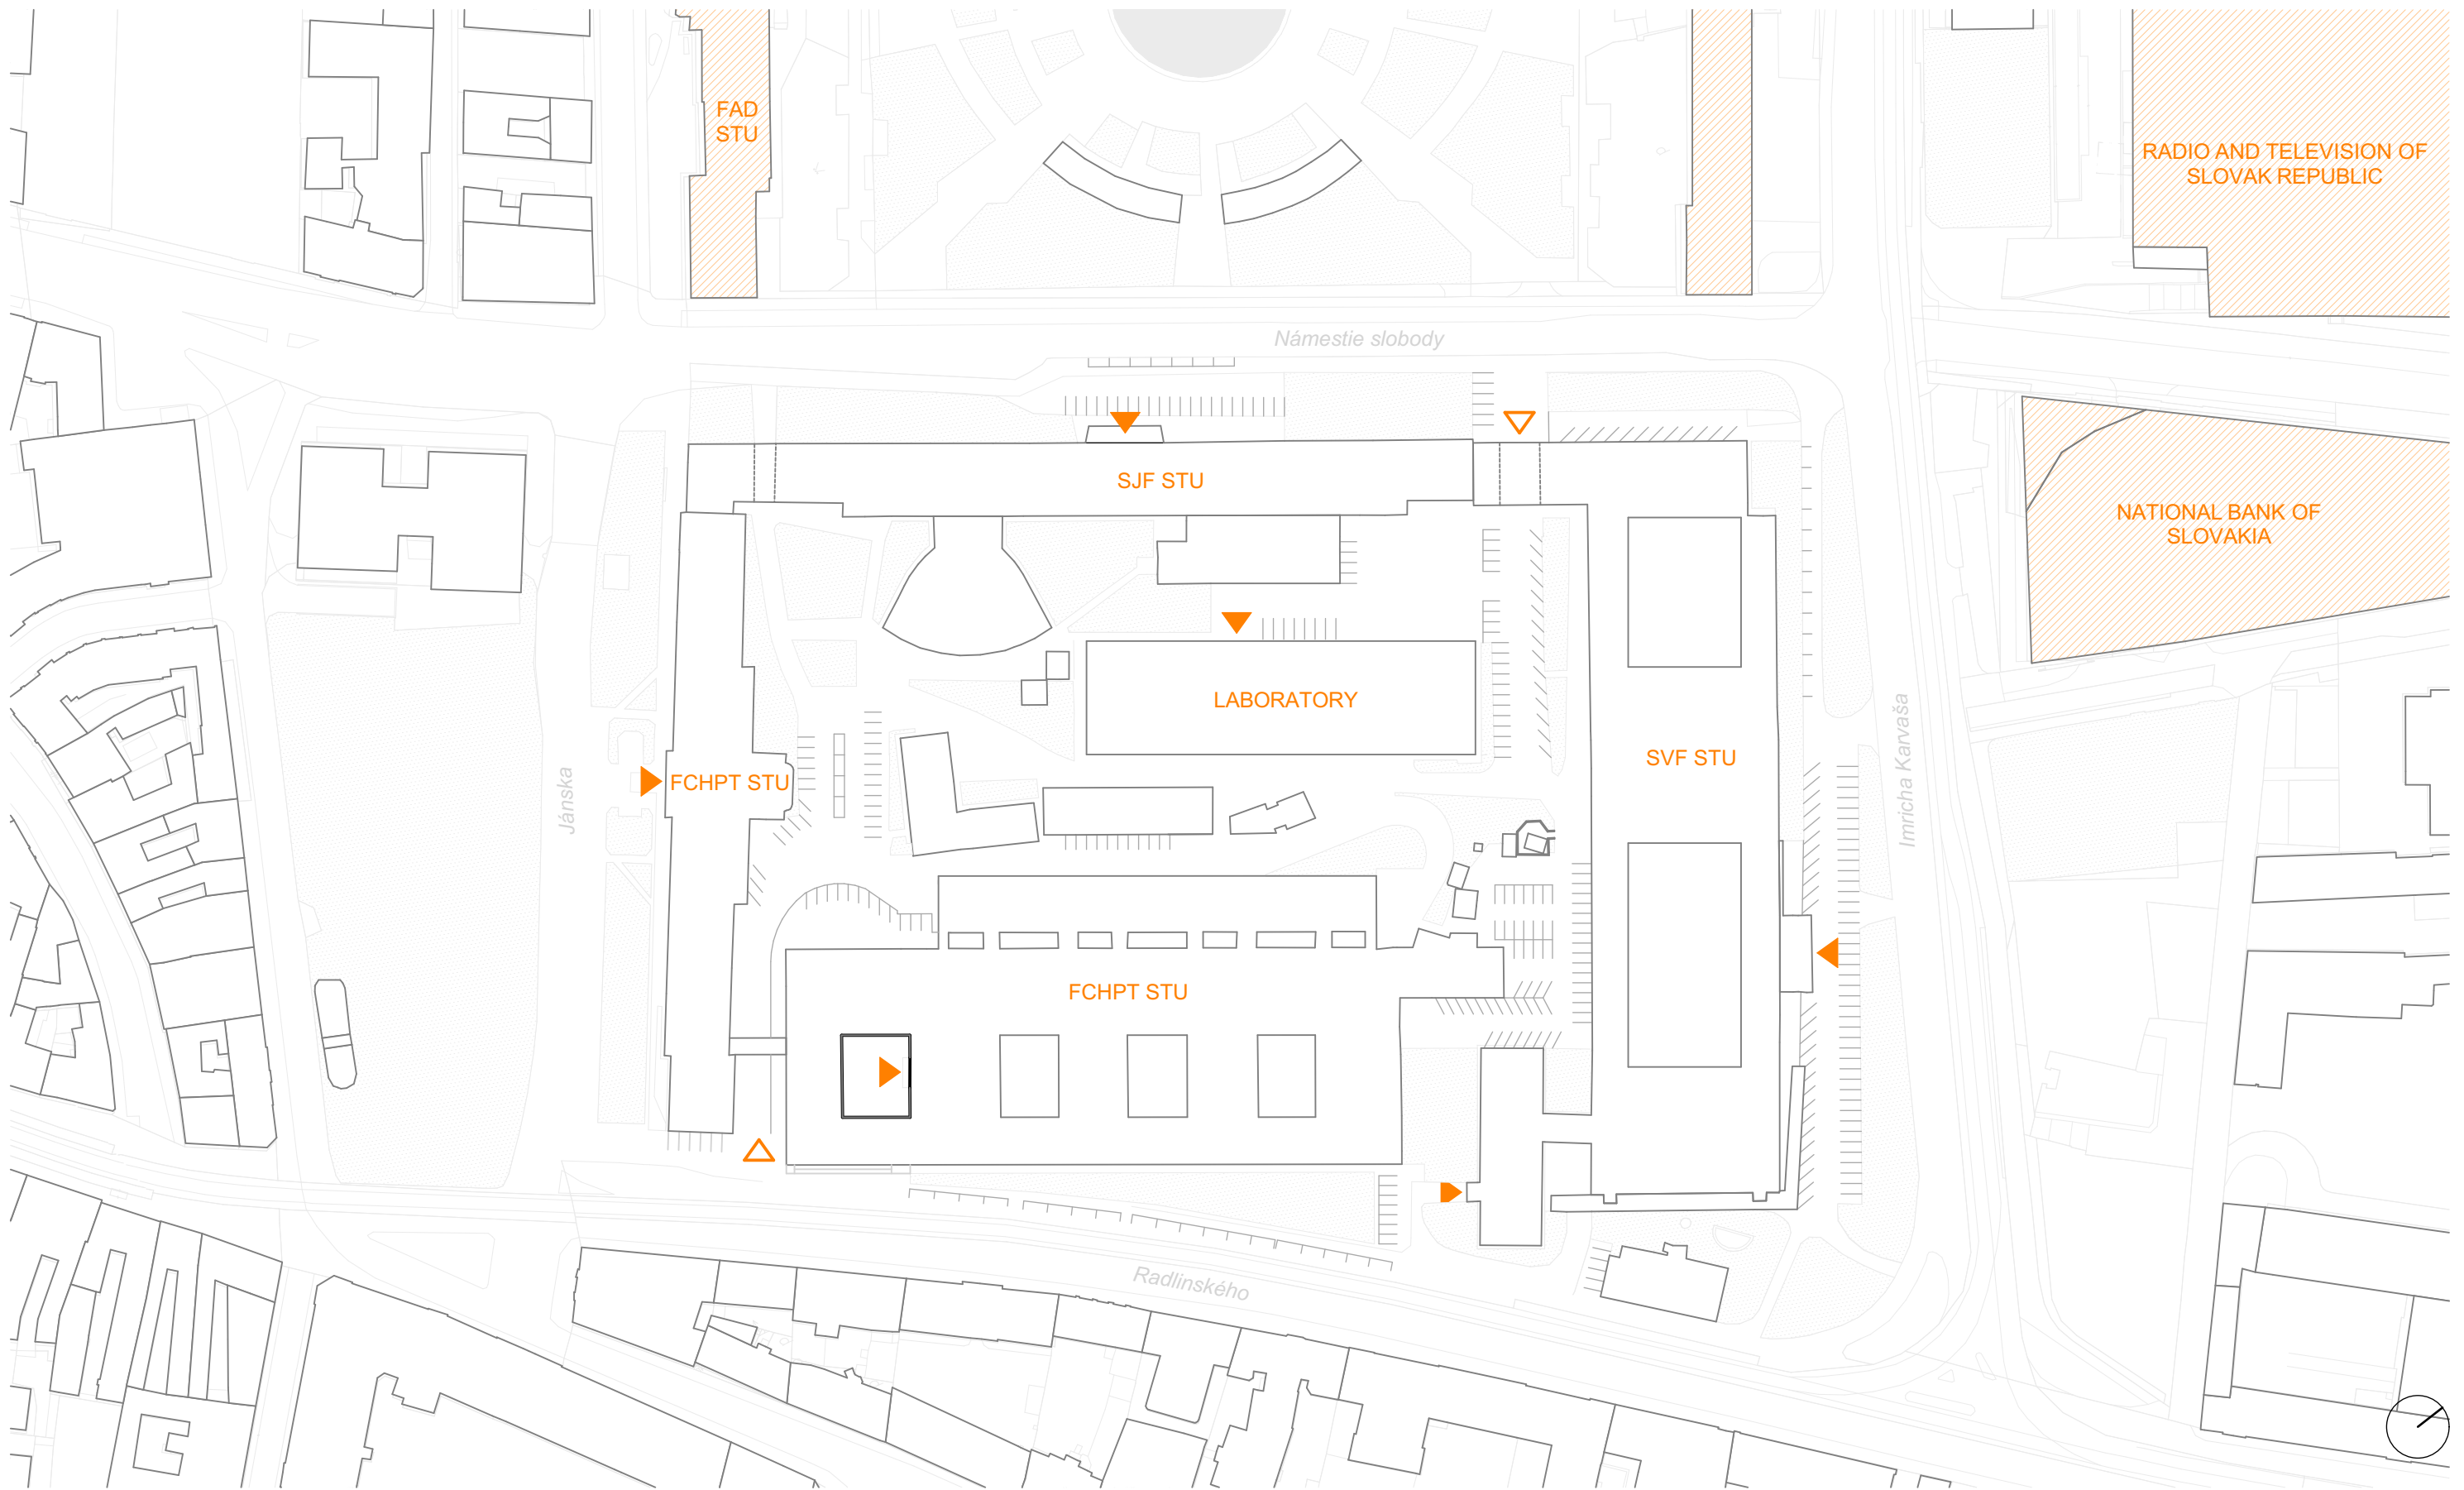 FAD
STU
RADIO AND TELEVISION OF
SLOVAK REPUBLIC
Námestie slobody
SJF STU
NATIONAL BANK OF
SLOVAKIA
LABORATORY
SVF STU
FCHPT STU
Jánska
Imricha Karvaša
FCHPT STU
Radlinského